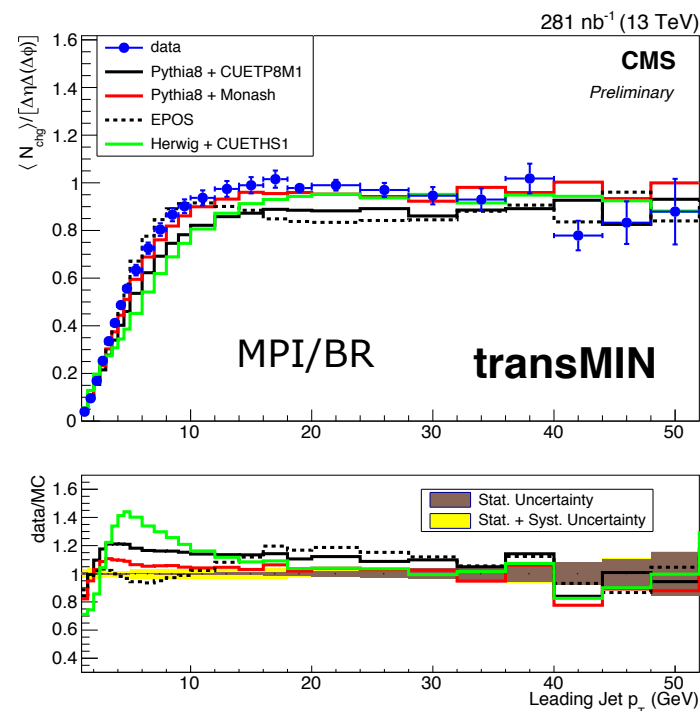 281 nb⁻¹ (13 TeV)
⟨ N_chg ⟩/[ΔηΔ(Δφ)]
1.6
1.4
1.2
1
0.8
0.6
0.4
0.2
0
data
Pythia8 + CUETP8M1
Pythia8 + Monash
EPOS
Herwig + CUETHS1
CMS
Preliminary
MPI/BR
transMIN
10
20
30
40
50
data/MC
1.6
1.4
1.2
1
0.8
0.6
0.4
Stat. Uncertainty
Stat. + Syst. Uncertainty
10
20
30
40
50
Leading Jet p_T (GeV)